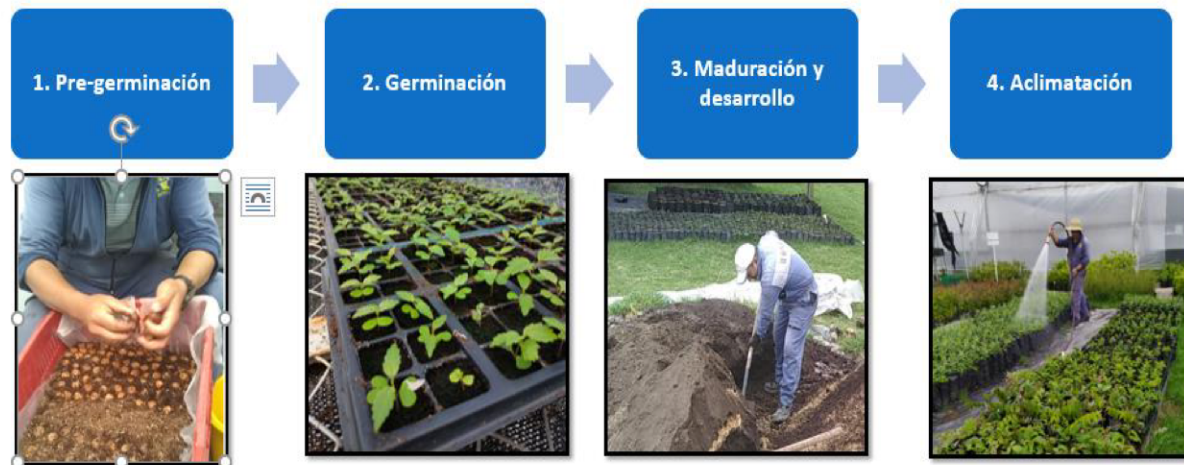 1. Pre-germinación
2. Germinación
3. Maduración y
desarrollo
4. Aclimatación